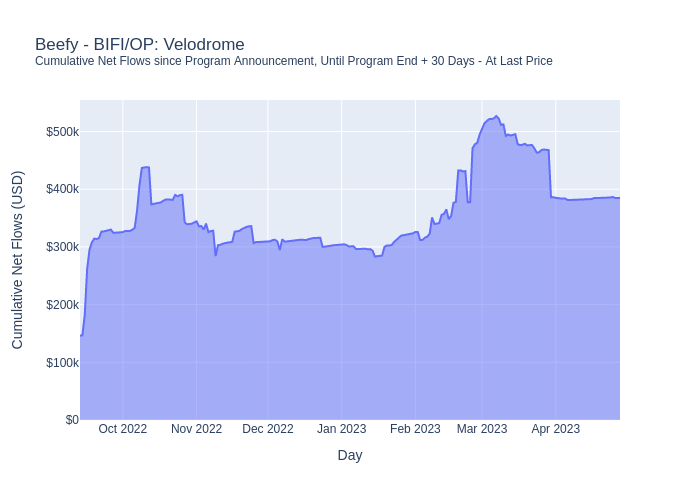 Beefy - BIFI/OP: Velodrome
Cumulative Net Flows since Program Announcement, Until Program End + 30 Days - At Last Price
Cumulative Net Flows (USD)
$500k
$400k
$300k
$200k
$100k
$0
Oct 2022 Nov 2022 Dec 2022 Jan 2023 Feb 2023 Mar 2023 Apr 2023
Day